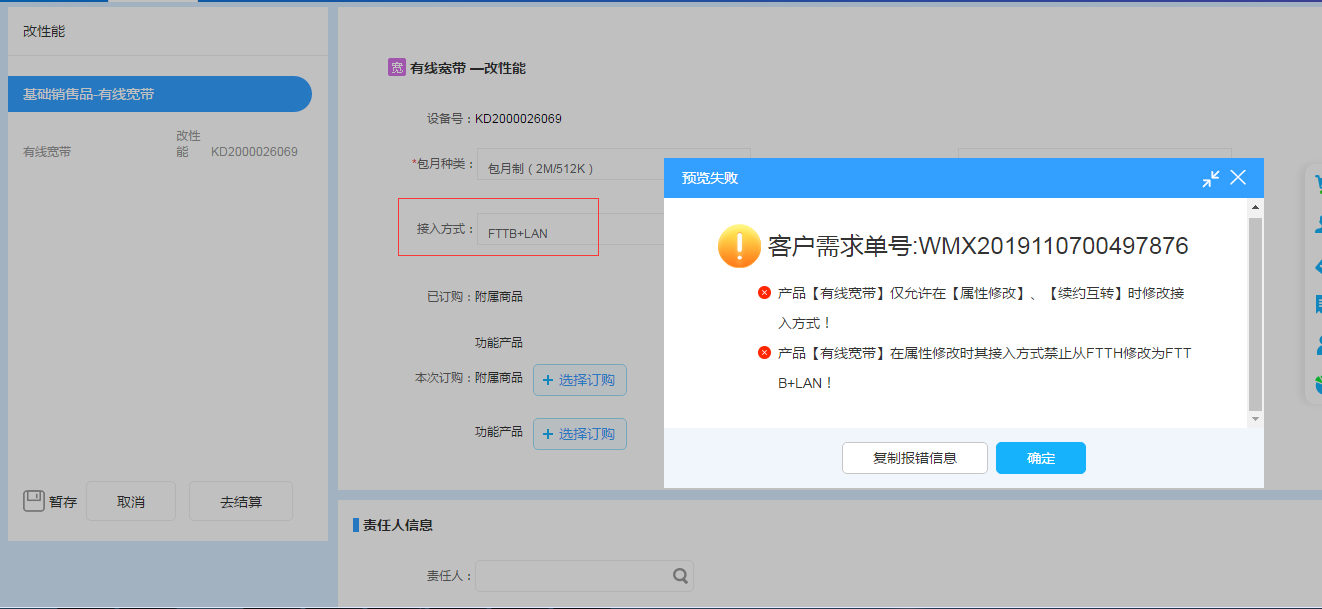 改性能
基础销售品-有线宽带
有线宽带 改性能 KD2000026069
暂存 取消 去结算
宽 有线宽带 —改性能
设备号：KD2000026069
*包月种类： 包月制（2M/512K）
接入方式： FTTB+LAN
已订购：附属商品
功能产品
本次订购：附属商品 + 选择订购
功能产品 + 选择订购
责任人信息
责任人：
预览失败
客户需求单号:WMX2019110700497876
产品【有线宽带】仅允许在【属性修改】、【续约互转】时修改接
入方式！
产品【有线宽带】在属性修改时其接入方式禁止从FTTH修改为FTT
B+LAN！
复制报错信息 确定